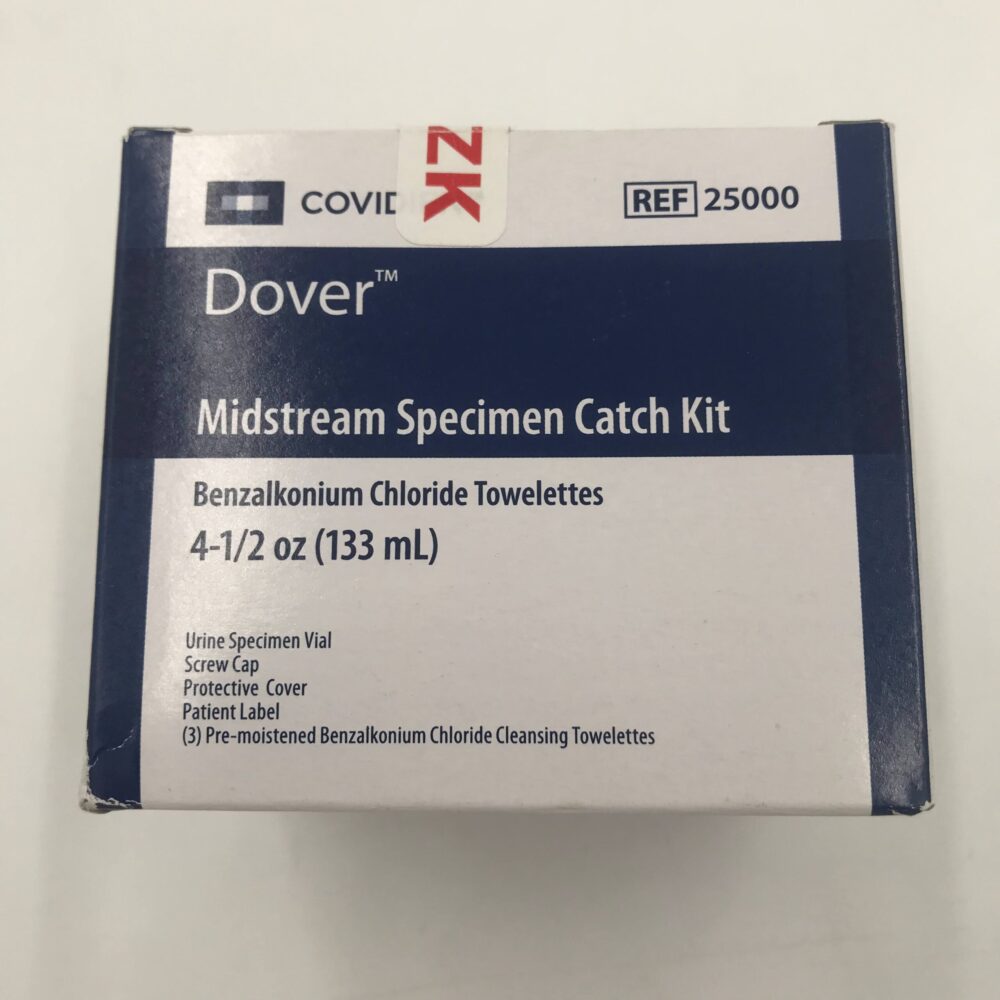 ZK
COVIDIEN
REF 25000
Dover™
Midstream Specimen Catch Kit
Benzalkonium Chloride Towelettes
4-1/2 oz (133 mL)
Urine Specimen Vial
Screw Cap
Protective Cover
Patient Label
(3) Pre-moistened Benzalkonium Chloride Cleansing Towelettes